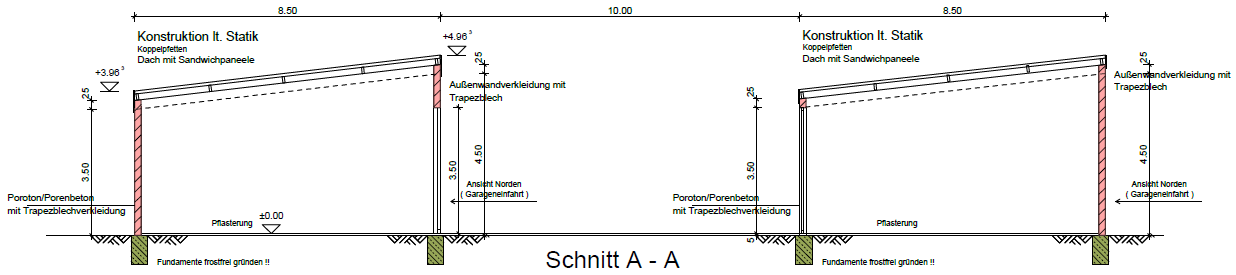 8.50
10.00
8.50
Konstruktion lt. Statik
Koppelpfetten
Dach mit Sandwichpaneele
+4.96³
+3.96³
25
25
Außenwandverkleidung mit
Trapezblech
3.50
3.50
4.50
Poroton/Porenbeton
mit Trapezblechverkleidung
Ansicht Norden
( Garageneinfahrt )
Pflasterung
±0.00
Fundamente frostfrei gründen !!
Konstruktion lt. Statik
Koppelpfetten
Dach mit Sandwichpaneele
25
25
Außenwandverkleidung mit
Trapezblech
3.50
4.50
Poroton/Porenbeton
mit Trapezblechverkleidung
Ansicht Norden
( Garageneinfahrt )
Pflasterung
5
Fundamente frostfrei gründen !!
Schnitt A - A